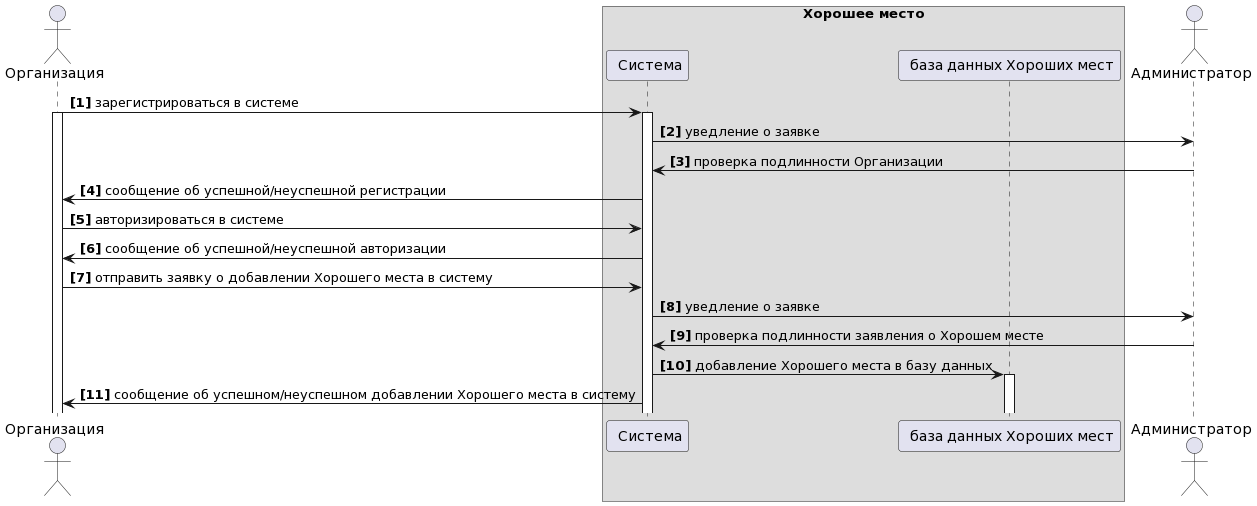 Хорошее место
Организация
Система
база данных Хороших мест
Администратор
[1] зарегистрироваться в системе
[2] уведление о заявке
[3] проверка подлинности Организации
[4] сообщение об успешной/неуспешной регистрации
[5] авторизироваться в системе
[6] сообщение об успешной/неуспешной авторизации
[7] отправить заявку о добавлении Хорошего места в систему
[8] уведление о заявке
[9] проверка подлинности заявления о Хорошем месте
[10] добавление Хорошего места в базу данных
[11] сообщение об успешном/неуспешном добавлении Хорошего места в систему
Организация
Система
база данных Хороших мест
Администратор